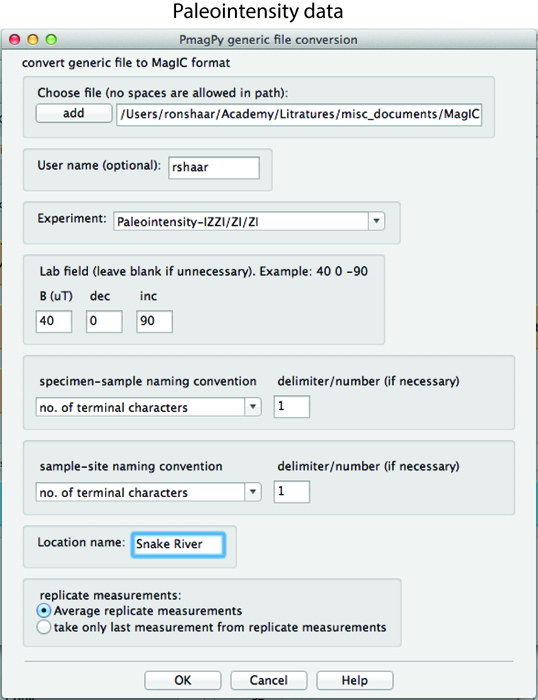 Paleointensity data
PmagPy generic file conversion
convert generic file to MagIC format
Choose file (no spaces are allowed in path):
add /Users/ronshaar/Academy/Litratures/misc_documents/MagIC
User name (optional): rshaar
Experiment: Paleointensity-IZZI/ZI/ZI
Lab field (leave blank if unnecessary). Example: 40 0 -90
B (uT) dec inc
40 0 90
specimen-sample naming convention delimiter/number (if necessary)
no. of terminal characters 1
sample-site naming convention delimiter/number (if necessary)
no. of terminal characters 1
Location name: Snake River
replicate measurements:
Average replicate measurements
take only last measurement from replicate measurements
OK Cancel Help